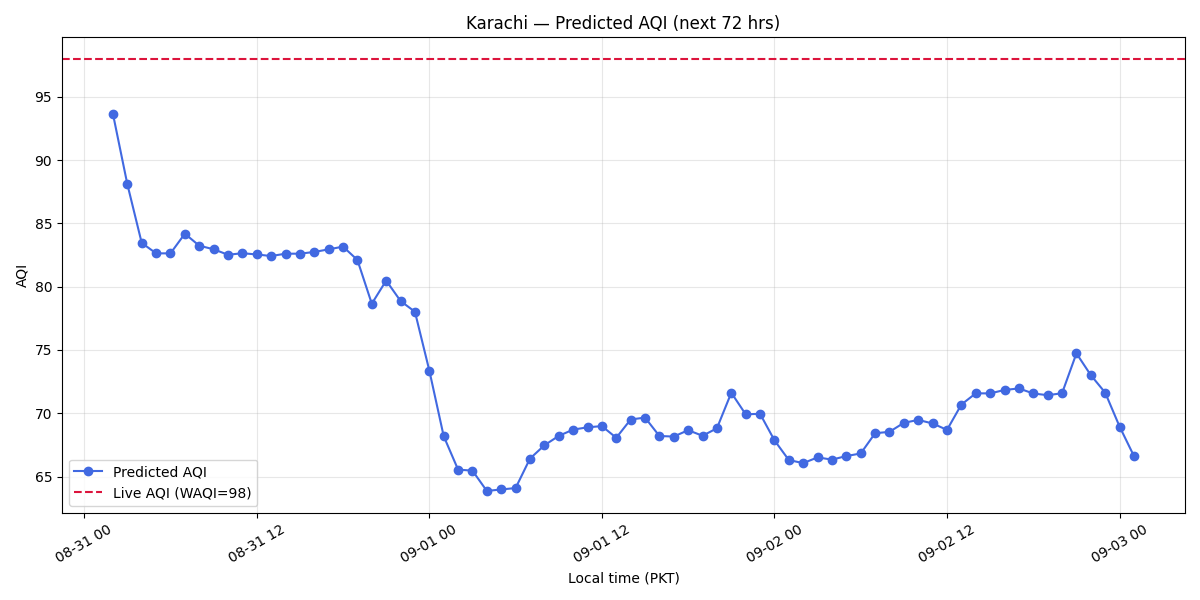 Karachi — Predicted AQI (next 72 hrs)
AQI
95
90
85
80
75
70
65
Predicted AQI
Live AQI (WAQI=98)
08-31 00
08-31 12
09-01 00
09-01 12
09-02 00
09-02 12
09-03 00
Local time (PKT)